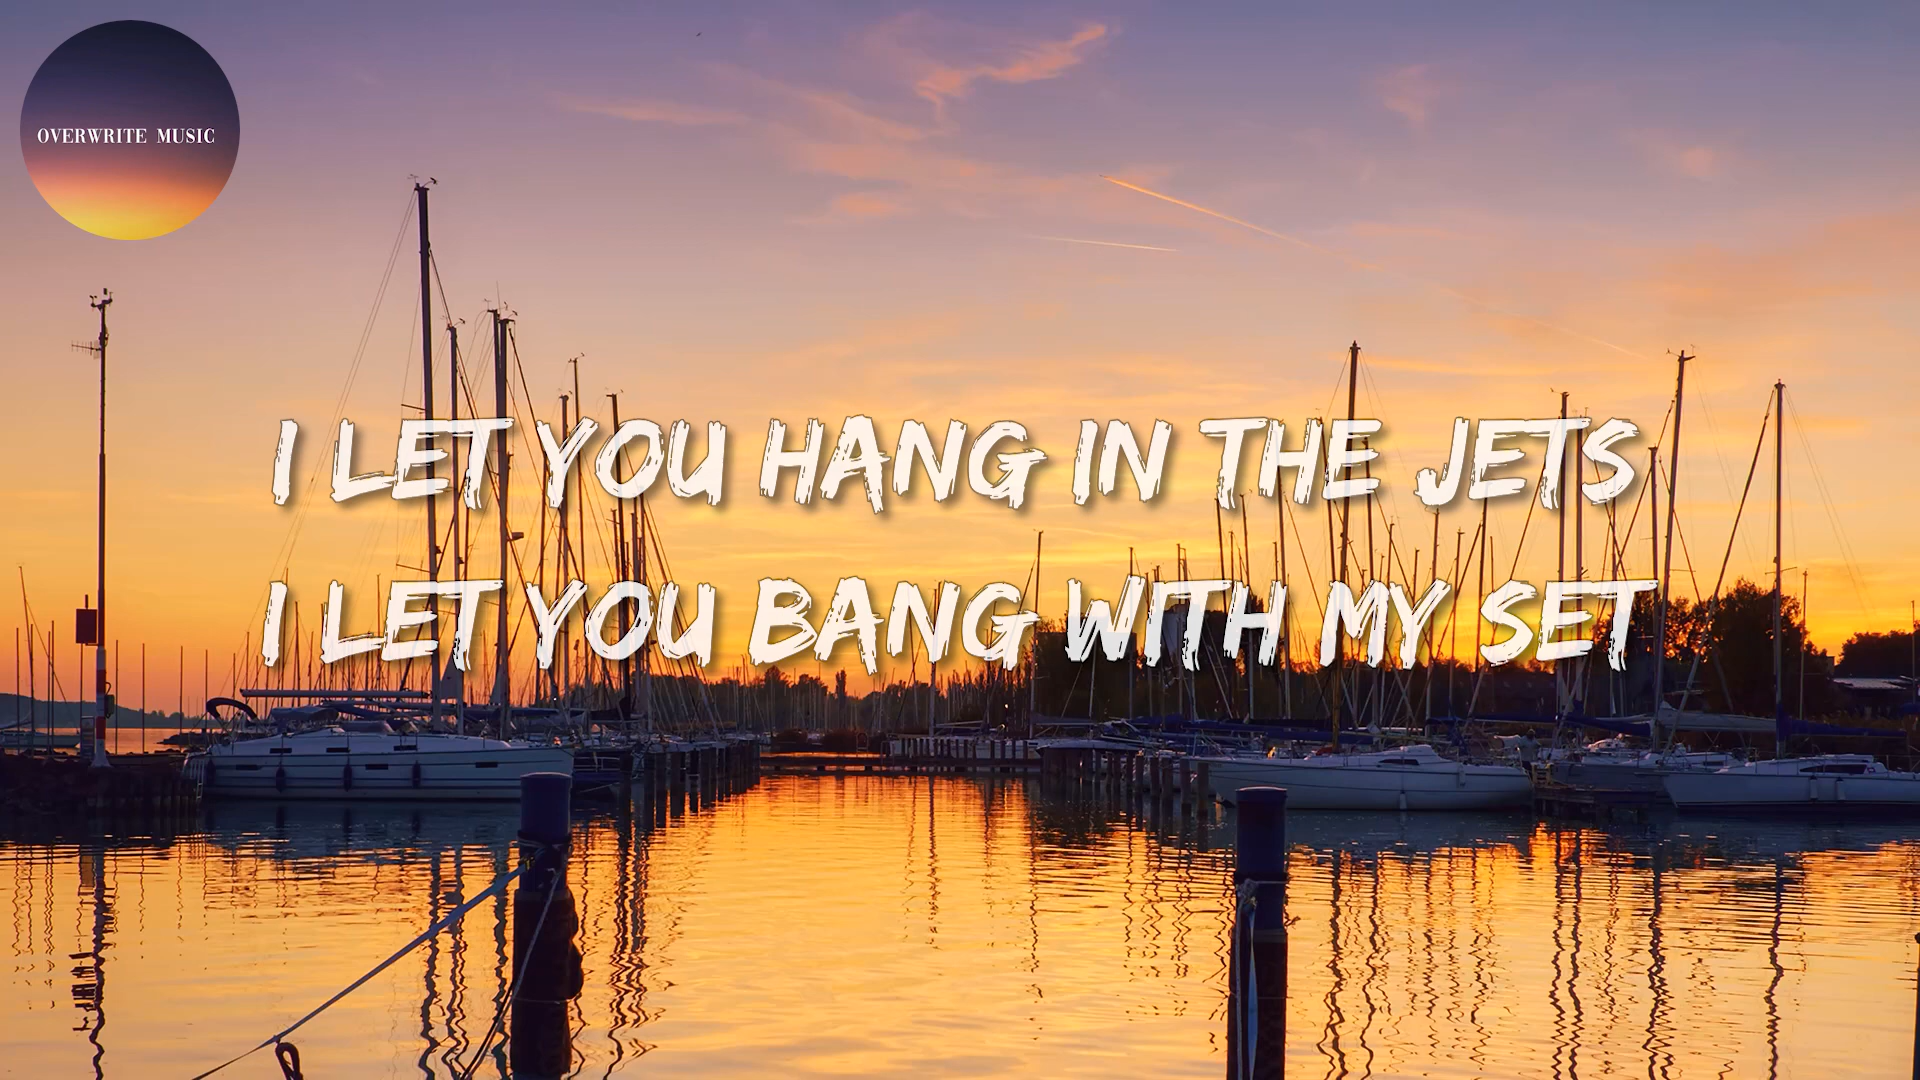 OVERWRITE MUSIC
I LET YOU HANG IN THE JETS
I LET YOU BANG WITH MY SET